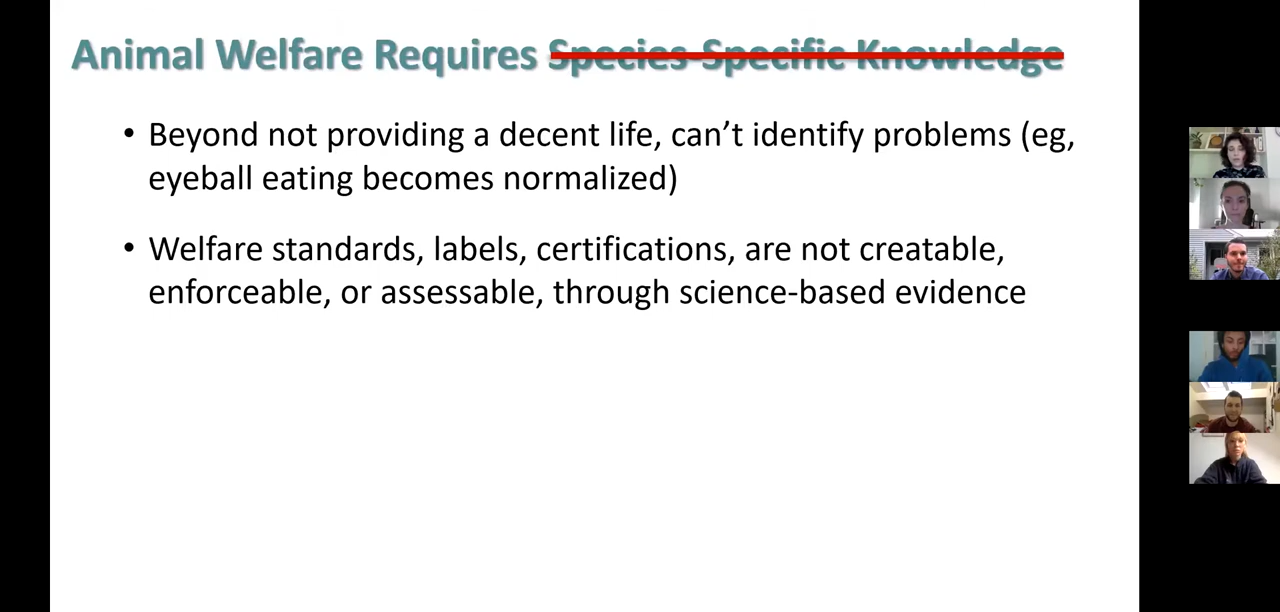 Animal Welfare Requires Species-Specific Knowledge
• Beyond not providing a decent life, can’t identify problems (eg,
eyeball eating becomes normalized)
• Welfare standards, labels, certifications, are not creatable,
enforceable, or assessable, through science-based evidence